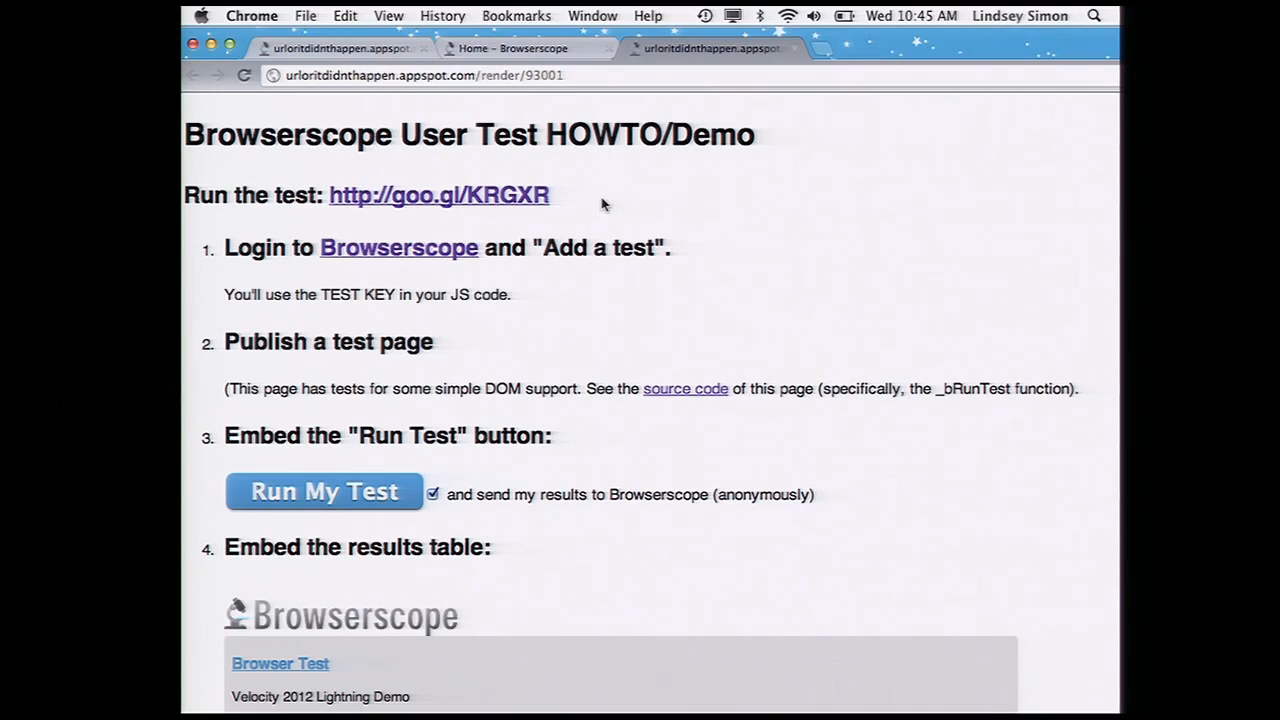 Chrome File Edit View History Bookmarks Window Help Wed 10:45 AM Lindsey Simon
urloritdidnthappen.appspot. Home – Browserscope urloritdidnthappen.appspot.
urloritdidnthappen.appspot.com/render/93001
Browserscope User Test HOWTO/Demo
Run the test: http://goo.gl/KRGXR
1. Login to Browserscope and "Add a test".
You'll use the TEST KEY in your JS code.
2. Publish a test page
(This page has tests for some simple DOM support. See the source code of this page (specifically, the _bRunTest function).
3. Embed the "Run Test" button:
Run My Test and send my results to Browserscope (anonymously)
4. Embed the results table:
Browserscope
Browser Test
Velocity 2012 Lightning Demo